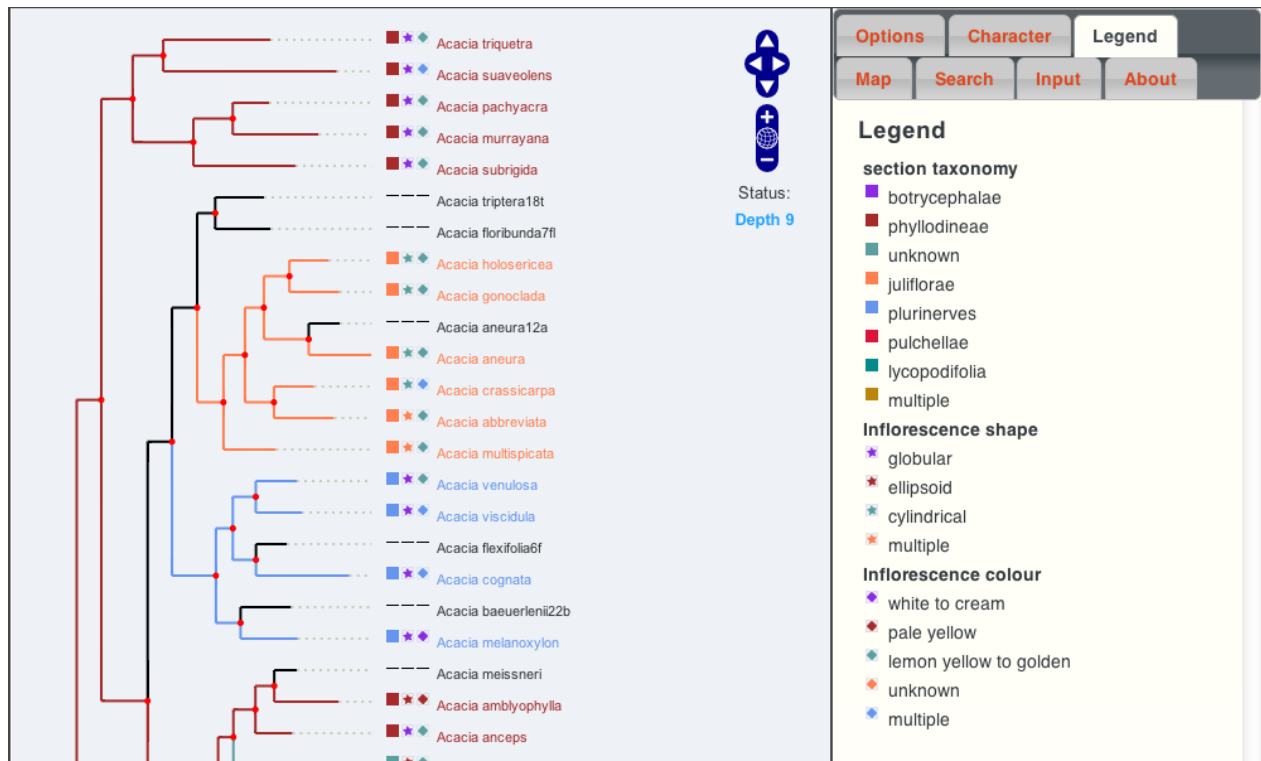 Acacia triquetra
Acacia suaveolens
Acacia pachyacra
Acacia murrayana
Acacia subrigida
Acacia triptera18t
Acacia floribunda7fl
Acacia holosericea
Acacia gonoclada
Acacia aneura12a
Acacia aneura
Acacia crassicarpa
Acacia abbreviata
Acacia multispicata
Acacia venulosa
Acacia viscidula
Acacia flexifolia6f
Acacia cognata
Acacia baeuerlenii22b
Acacia melanoxylon
Acacia meissneri
Acacia amblyophylla
Acacia anceps
Status:
Depth 9
Options Character Legend
Map Search Input About
Legend
section taxonomy
botrycephalae
phyllodineae
unknown
juliflorae
plurinerves
pulchellae
lycopodifolia
multiple
Inflorescence shape
globular
ellipsoid
cylindrical
multiple
Inflorescence colour
white to cream
pale yellow
lemon yellow to golden
unknown
multiple